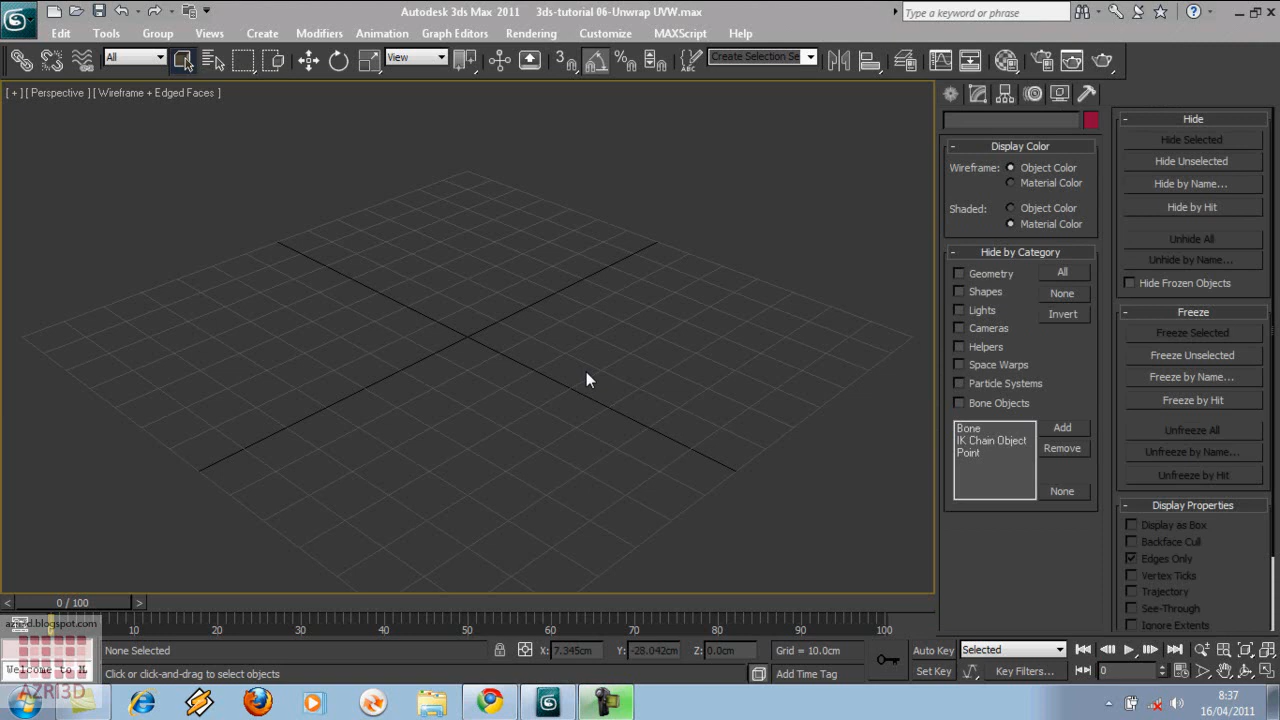 Autodesk 3ds Max 2011 3ds-tutorial 06-Unwrap UVW.max
Type a keyword or phrase
Edit Tools Group Views Create Modifiers Animation Graph Editors Rendering Customize MAXScript Help
All View 3 Create Selection Se
[ + ] [ Perspective ] [ Wireframe + Edged Faces ]
- Display Color
Wireframe: Object Color
Material Color
Shaded: Object Color
Material Color
- Hide by Category
Geometry All
Shapes None
Lights Invert
Cameras
Helpers
Space Warps
Particle Systems
Bone Objects
Bone Add
IK Chain Object
Point Remove
None
- Hide
Hide Selected
Hide Unselected
Hide by Name...
Hide by Hit
Unhide All
Unhide by Name...
Hide Frozen Objects
- Freeze
Freeze Selected
Freeze Unselected
Freeze by Name...
Freeze by Hit
Unfreeze All
Unfreeze by Name...
Unfreeze by Hit
- Display Properties
Display as Box
Backface Cull
Edges Only
Vertex Ticks
Trajectory
See-Through
Ignore Extents
< 0 / 100 >
10 20 30 40 50 60 70 80 90 100
azri3d.blogspot.com
Welcome to M
AZRI3D
None Selected X: 7.345cm Y: -28.042cm Z: 0.0cm Grid = 10.0cm Auto Key Selected
Click or click-and-drag to select objects Add Time Tag Set Key Key Filters... 0
8:37
16/04/2011